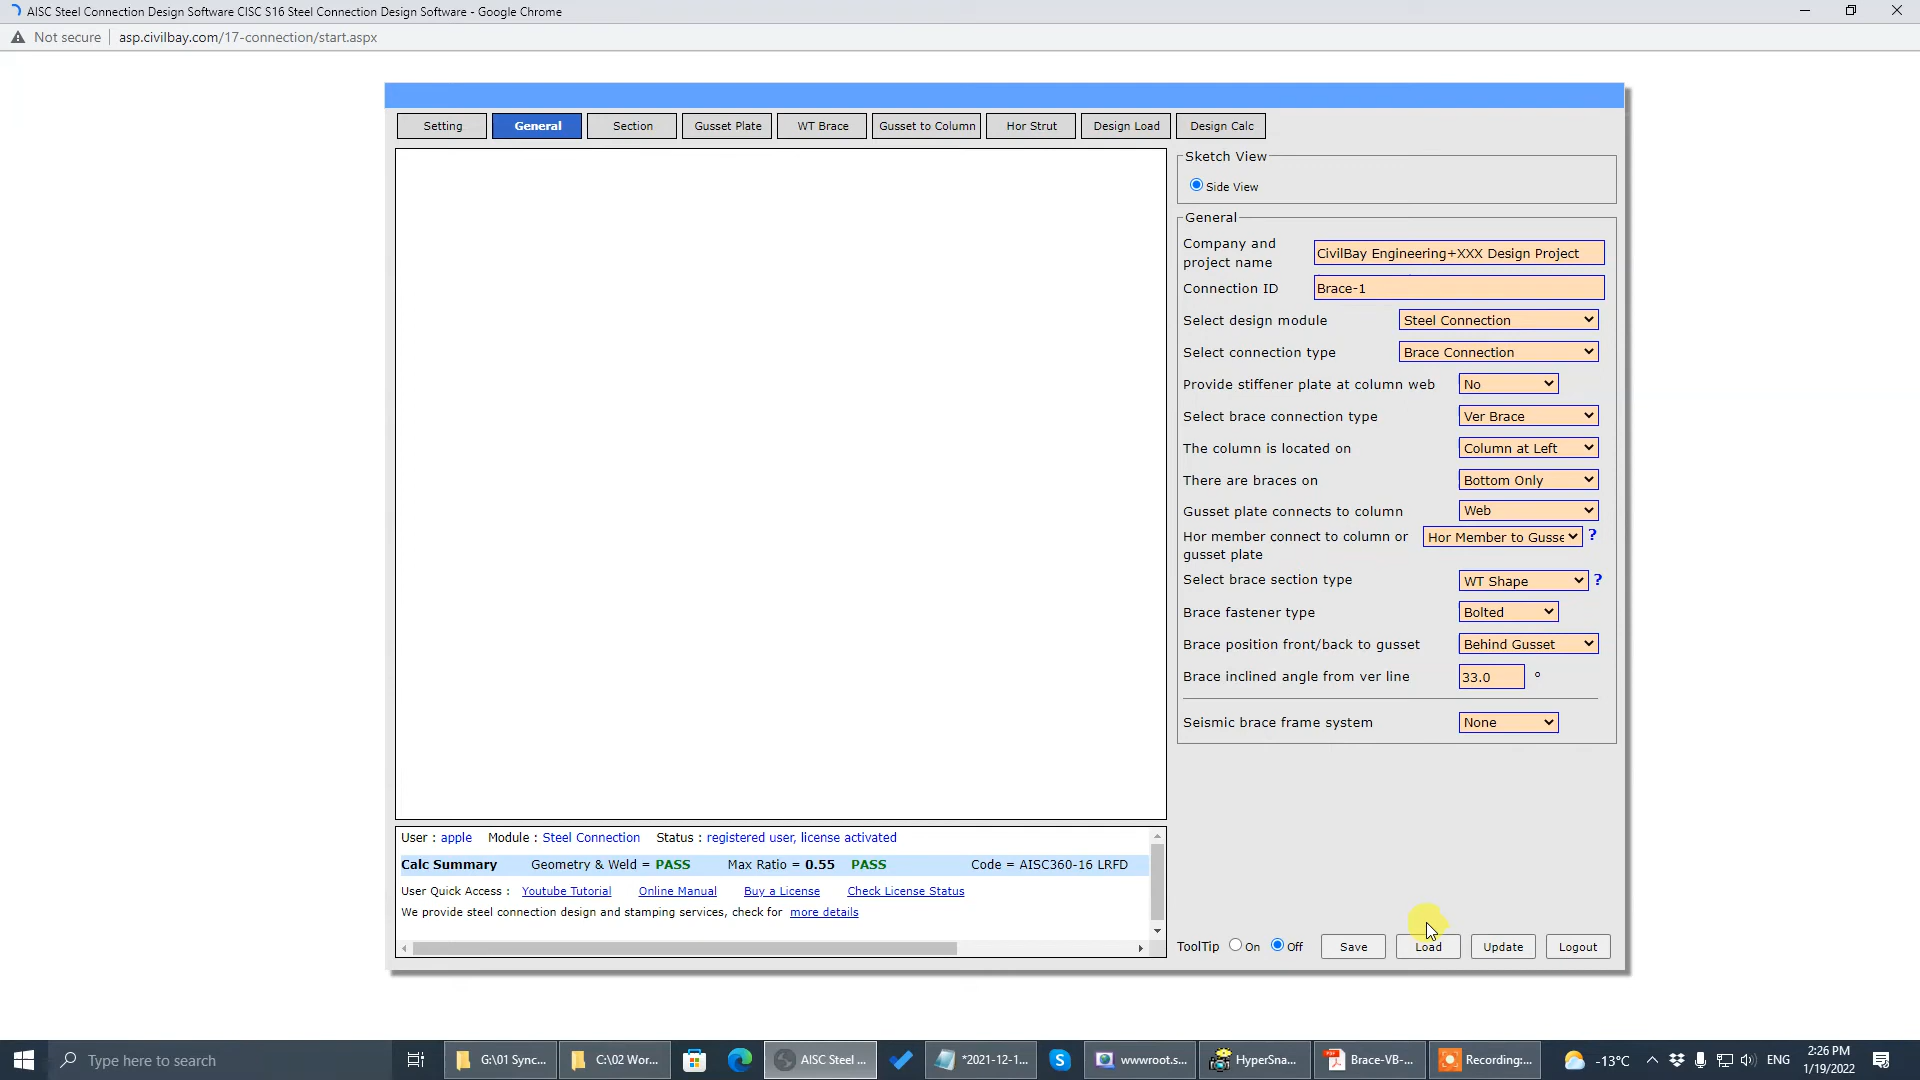 AISC Steel Connection Design Software CISC S16 Steel Connection Design Software - Google Chrome
Not secure asp.civilbay.com/17-connection/start.aspx
Setting General Section Gusset Plate WT Brace Gusset to Column Hor Strut Design Load Design Calc
Sketch View
Side View
General
Company and project name CivilBay Engineering+XXX Design Project
Connection ID Brace-1
Select design module Steel Connection
Select connection type Brace Connection
Provide stiffener plate at column web No
Select brace connection type Ver Brace
The column is located on Column at Left
There are braces on Bottom Only
Gusset plate connects to column Web
Hor member connect to column or gusset plate Hor Member to Gusse ?
Select brace section type WT Shape ?
Brace fastener type Bolted
Brace position front/back to gusset Behind Gusset
Brace inclined angle from ver line 33.0 °
Seismic brace frame system None
User : apple Module : Steel Connection Status : registered user, license activated
Calc Summary Geometry & Weld = PASS Max Ratio = 0.55 PASS Code = AISC360-16 LRFD
User Quick Access : Youtube Tutorial Online Manual Buy a License Check License Status
We provide steel connection design and stamping services, check for more details
ToolTip On Off Save Load Update Logout
Type here to search G:\01 Sync... C:\02 Wor... AISC Steel ... *2021-12-1... wwwroot.s... HyperSna... Brace-VB-... Recording:... -13°C ENG 2:26 PM
1/19/2022